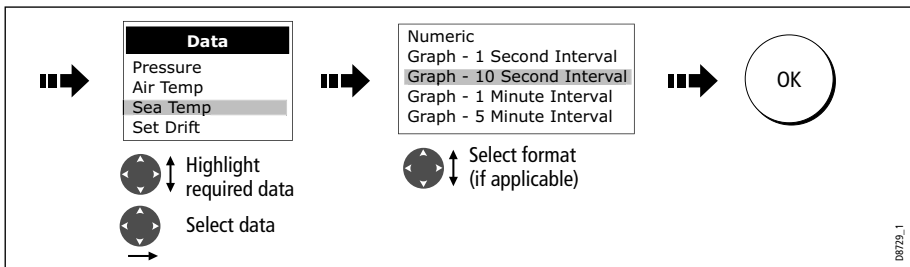 Data
Pressure
Air Temp
Sea Temp
Set Drift
Highlight
required data
Select data
Numeric
Graph - 1 Second Interval
Graph - 10 Second Interval
Graph - 1 Minute Interval
Graph - 5 Minute Interval
Select format
(if applicable)
OK
D8729_1